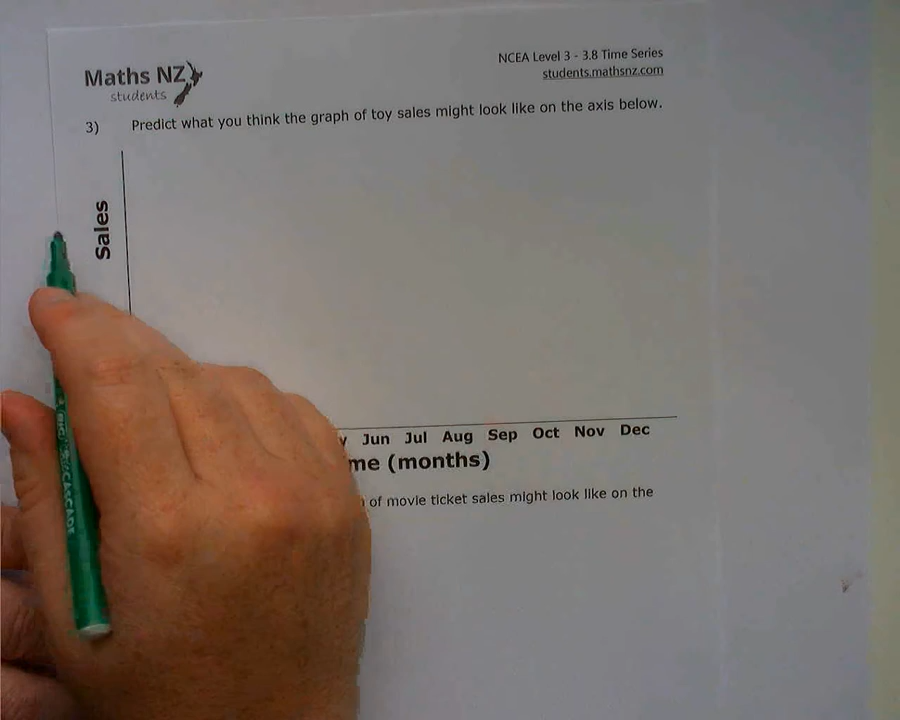 Maths NZ
students
NCEA Level 3 - 3.8 Time Series
students.mathsnz.com
3) Predict what you think the graph of toy sales might look like on the axis below.
Sales
Jun Jul Aug Sep Oct Nov Dec
(months)
of movie ticket sales might look like on the
BIC
CASCADE